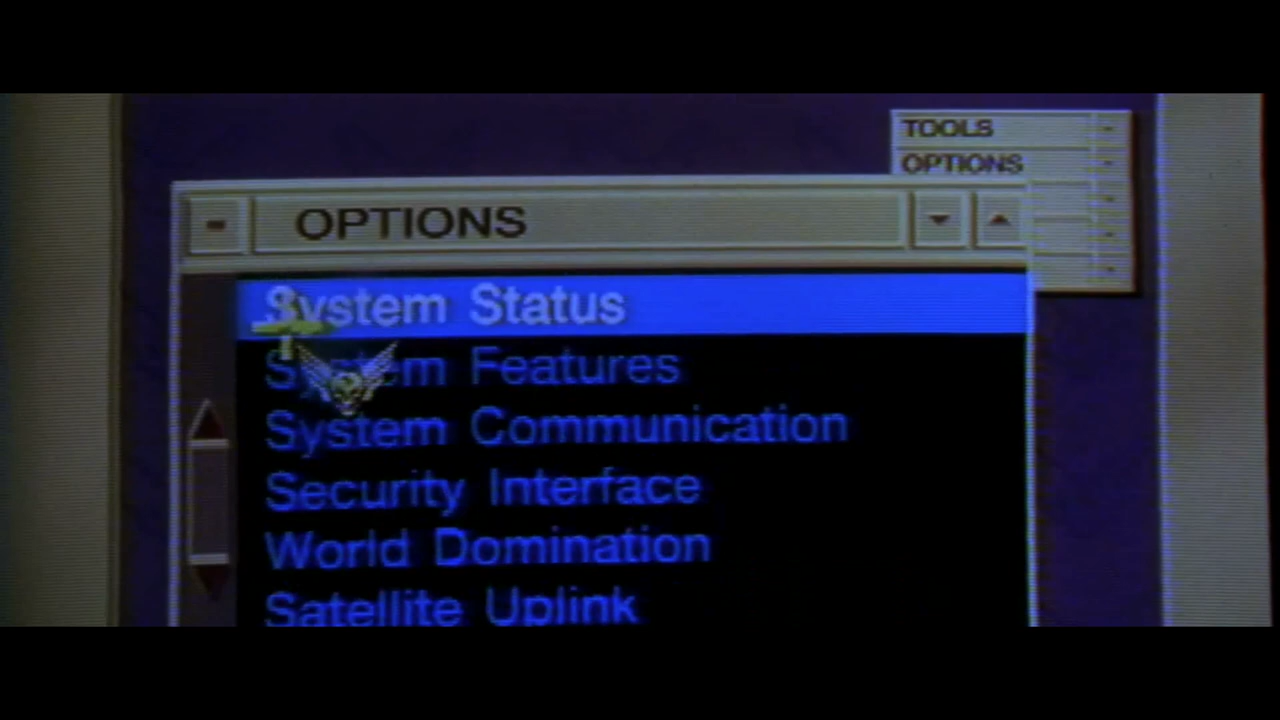 TOOLS
OPTIONS
OPTIONS
System Status
System Features
System Communication
Security Interface
World Domination
Satellite Uplink